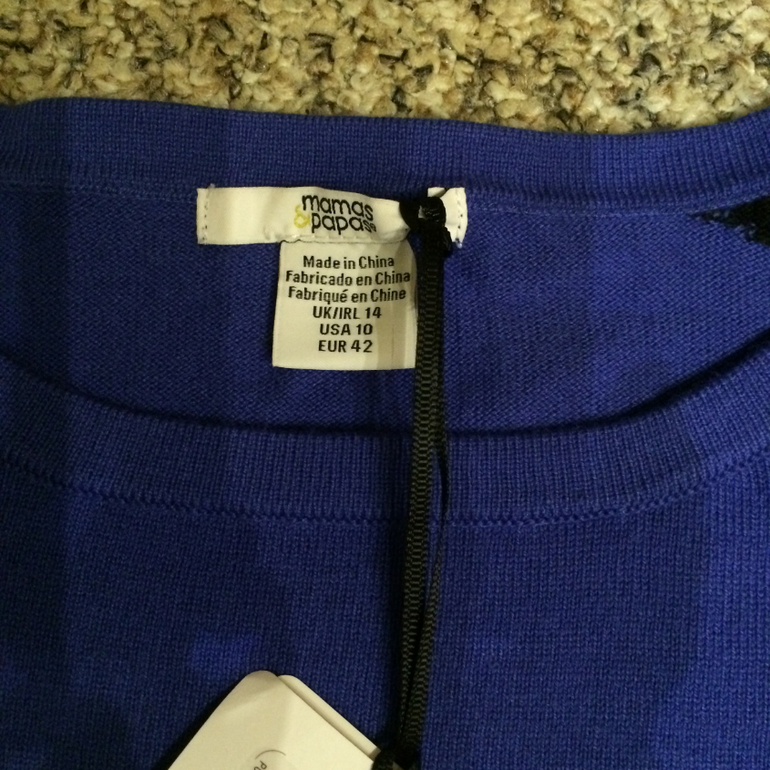 mamas
&papas
Made in China
Fabricado en China
Fabriqué en Chine
UK/IRL 14
USA 10
EUR 42